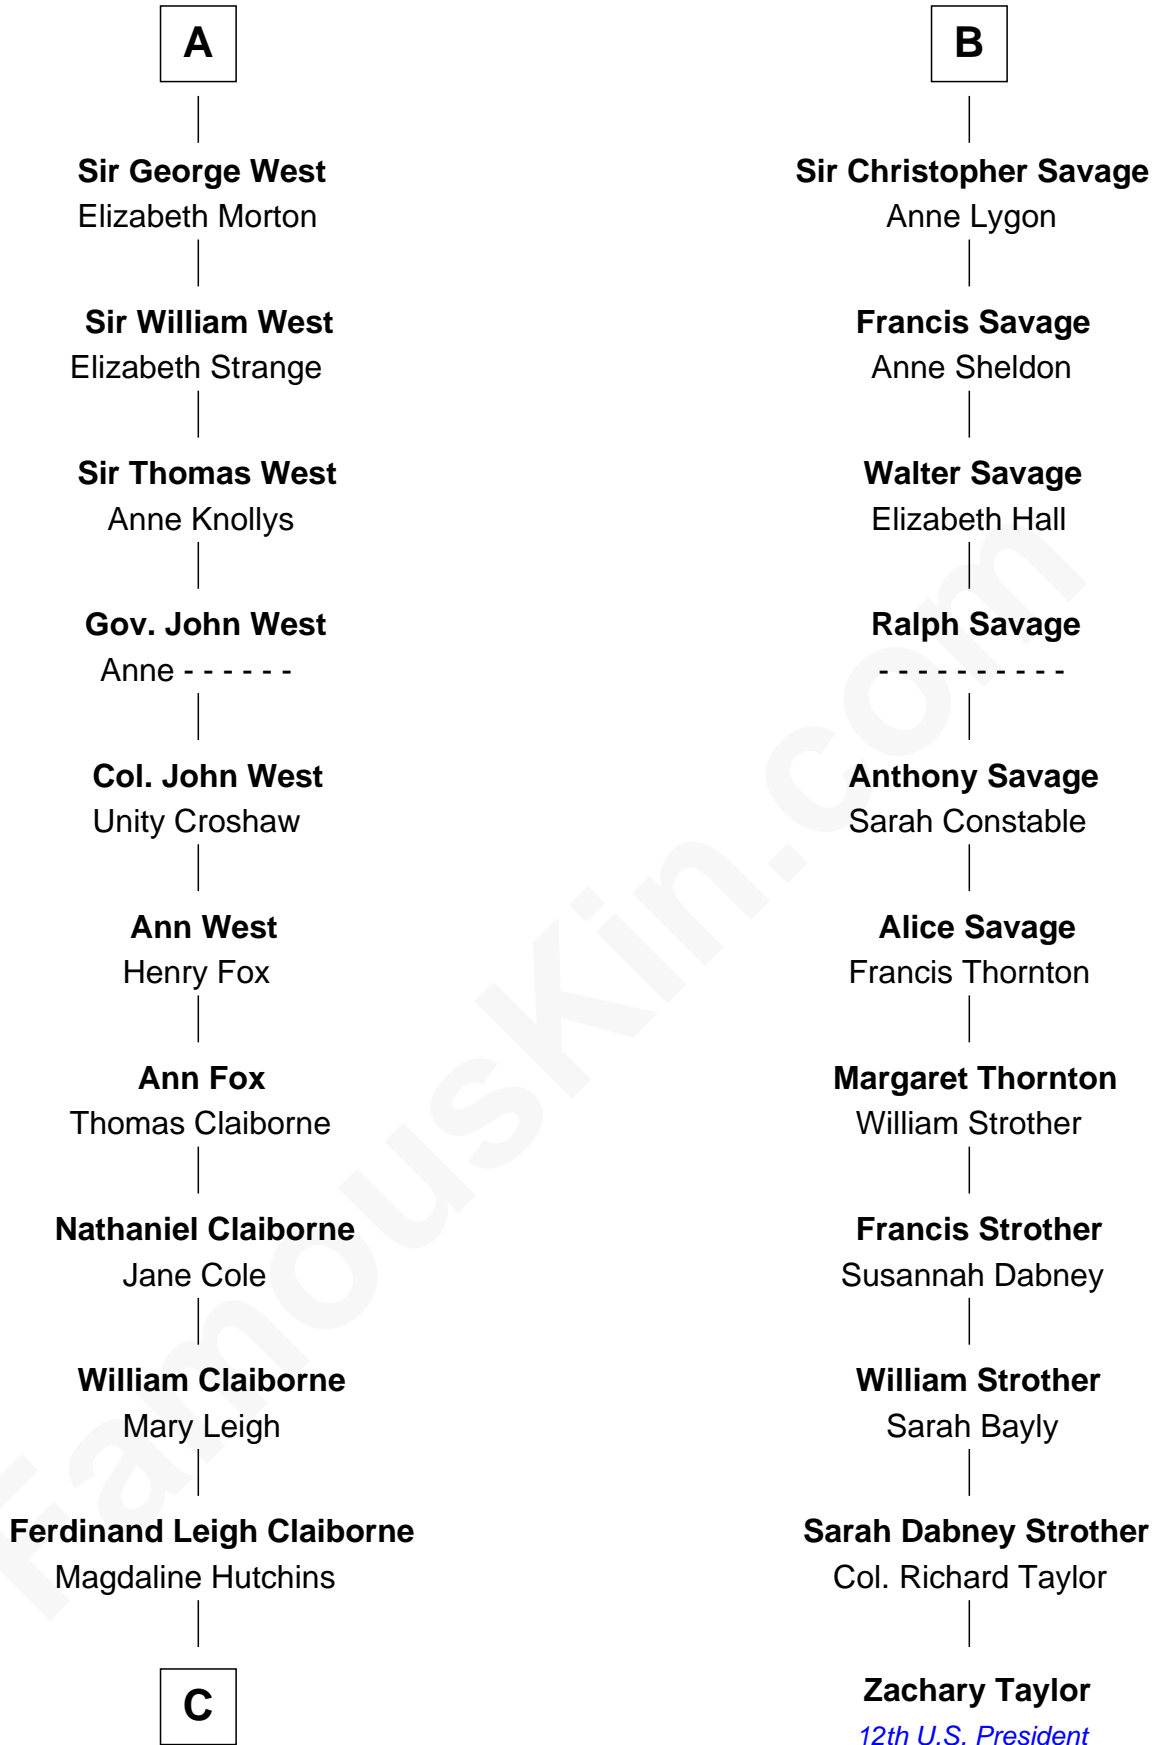 A
Sir George West
Elizabeth Morton
Sir William West
Elizabeth Strange
Sir Thomas West
Anne Knollys
Gov. John West
Anne - - - - - -
Col. John West
Unity Croshaw
Ann West
Henry Fox
Ann Fox
Thomas Claiborne
Nathaniel Claiborne
Jane Cole
William Claiborne
Mary Leigh
Ferdinand Leigh Claiborne
Magdaline Hutchins
C
B
Sir Christopher Savage
Anne Lygon
Francis Savage
Anne Sheldon
Walter Savage
Elizabeth Hall
Ralph Savage
- - - - - - - - - -
Anthony Savage
Sarah Constable
Alice Savage
Francis Thornton
Margaret Thornton
William Strother
Francis Strother
Susannah Dabney
William Strother
Sarah Bayly
Sarah Dabney Strother
Col. Richard Taylor
Zachary Taylor
12th U.S. President
FamousKin.com